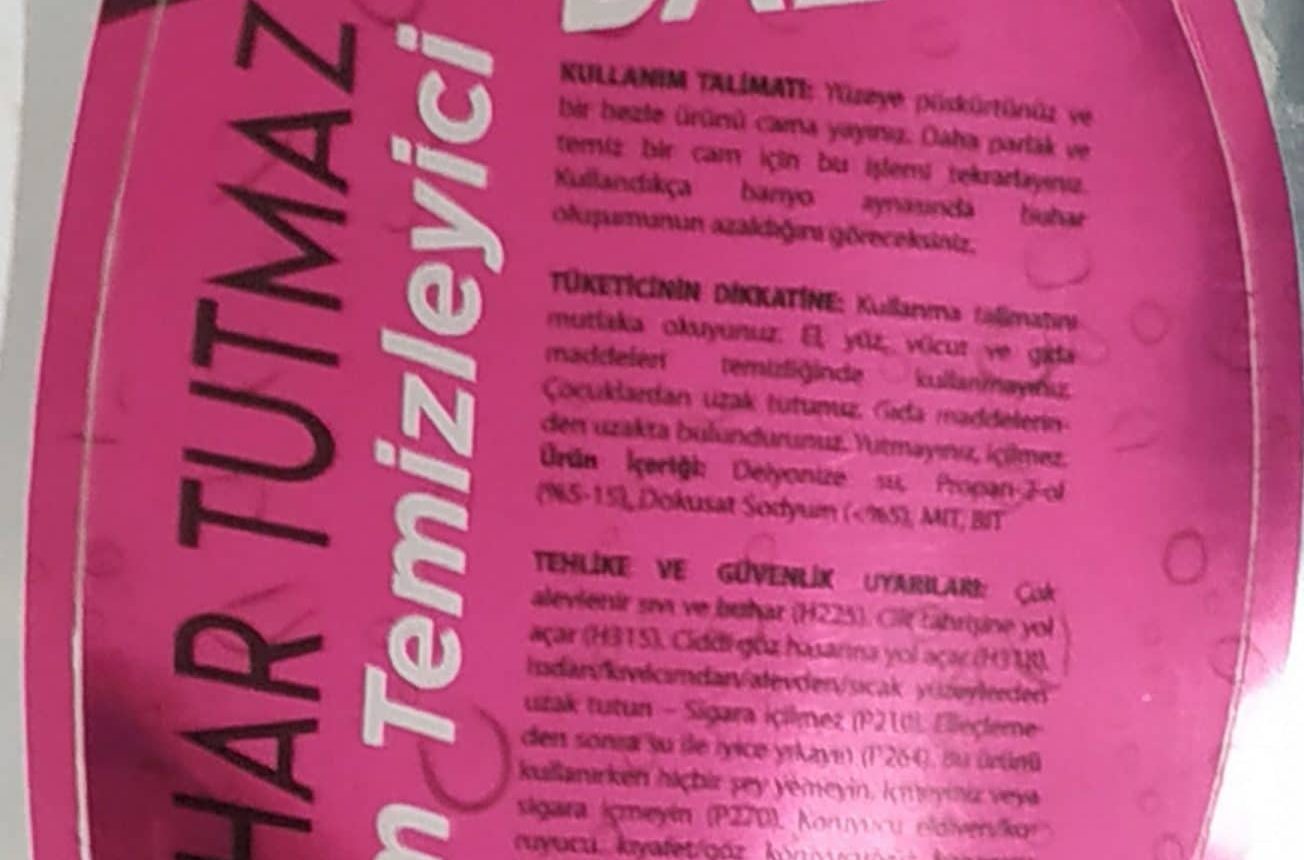 HAR TUTMAZ
Temizleyici
KULLANIM TALİMATI: Yüzeye püskürtünüz ve
bir bezle ürünü cama yayınız. Daha parlak ve
temiz bir cam için bu işlemi tekrarlayınız.
Kullandıkça banyo aynasında buhar
oluşumunun azaldığını göreceksiniz.
TÜKETİCİNİN DİKKATİNE: Kullanma talimatını
mutlaka okuyunuz. El, yüz, vücut ve gıda
maddeleri temizliğinde kullanmayınız.
Çocuklardan uzak tutunuz. Gıda maddelerin-
den uzakta bulundurunuz. Yutmayınız, içilmez.
Ürün İçeriği: Deiyonize su, Propan-2-ol
(%5-15), Dokusat Sodyum (<%5), MIT, BIT
TEHLİKE VE GÜVENLİK UYARILARI: Çok
alevlenir sıvı ve buhar (H225). Cilt tahrişine yol
açar (H315). Ciddi göz hasarına yol açar (H318).
Isıdan/kıvılcımdan/alevden/sıcak yüzeylerden
uzak tutun – Sigara içilmez (P210). Elleçleme-
den sonra su ile iyice yıkayın (P264). Bu ürünü
kullanırken hiçbir şey yemeyin, içmeyiniz veya
sigara içmeyin (P270). Koruyucu eldiven/ko-
ruyucu kıyafet/göz